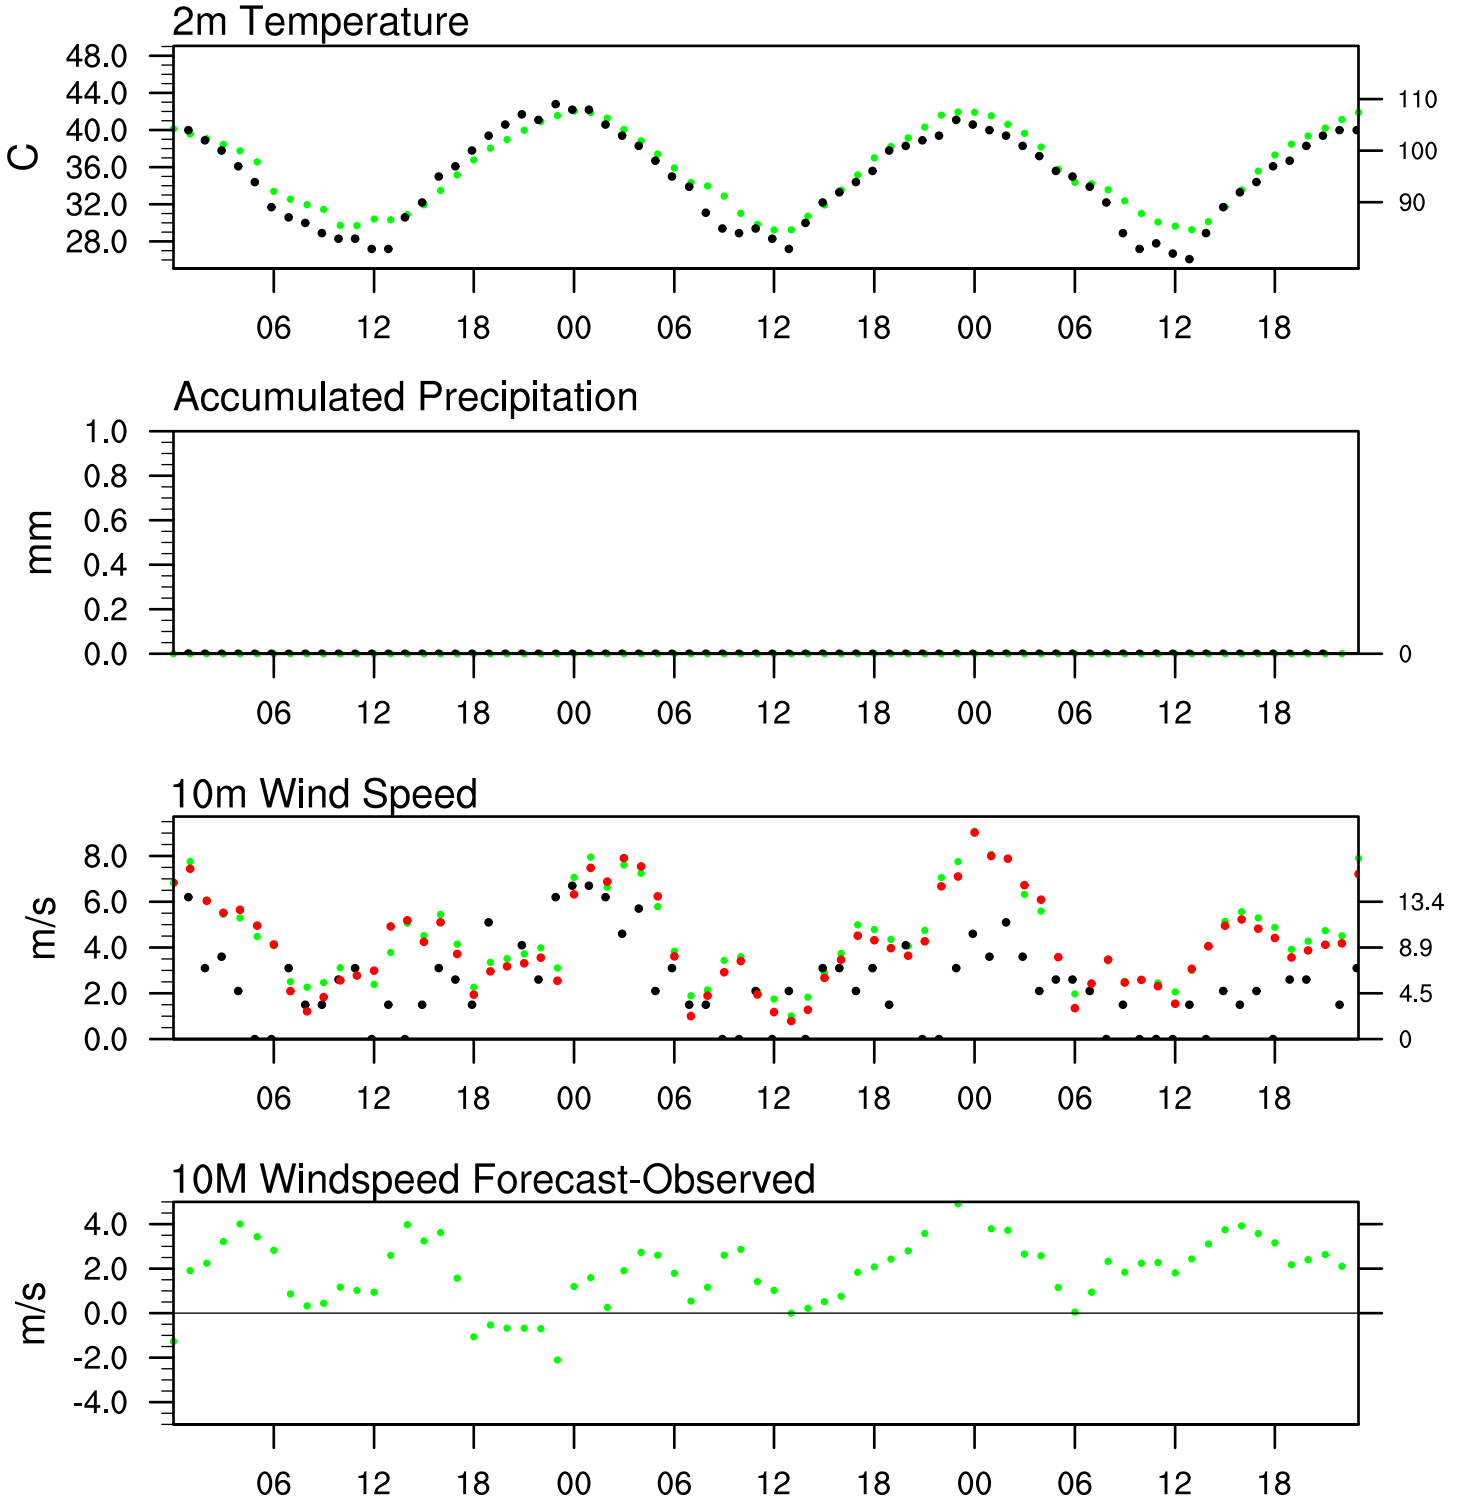 2m Temperature
48.0
44.0
40.0
36.0
32.0
28.0
C
110
100
90
06 12 18 00 06 12 18 00 06 12 18
Accumulated Precipitation
1.0
0.8
0.6
0.4
0.2
0.0
mm
0
06 12 18 00 06 12 18 00 06 12 18
10m Wind Speed
8.0
6.0
4.0
2.0
0.0
m/s
13.4
8.9
4.5
0
06 12 18 00 06 12 18 00 06 12 18
10M Windspeed Forecast-Observed
4.0
2.0
0.0
-2.0
-4.0
m/s
06 12 18 00 06 12 18 00 06 12 18